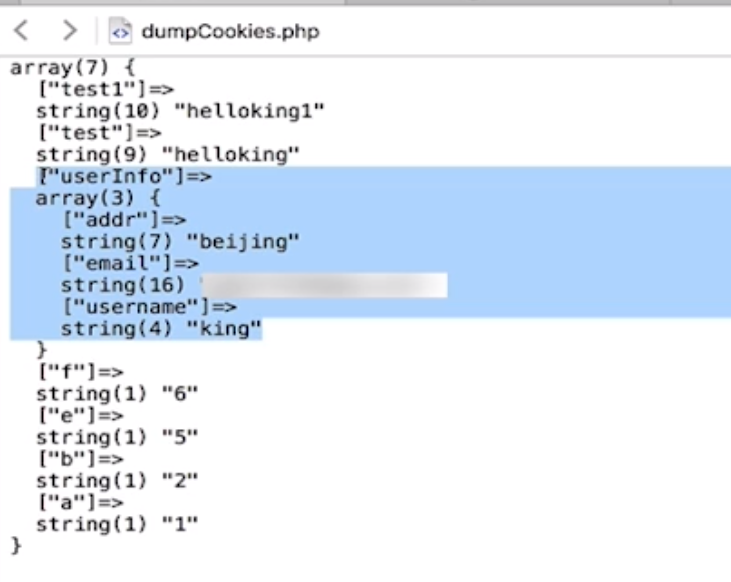 dumpCookies.php
array(7) {
["test1"]=>
string(10) "helloking1"
["test"]=>
string(9) "helloking"
["userInfo"]=>
array(3) {
["addr"]=>
string(7) "beijing"
["email"]=>
string(16)
["username"]=>
string(4) "king"
}
["f"]=>
string(1) "6"
["e"]=>
string(1) "5"
["b"]=>
string(1) "2"
["a"]=>
string(1) "1"
}